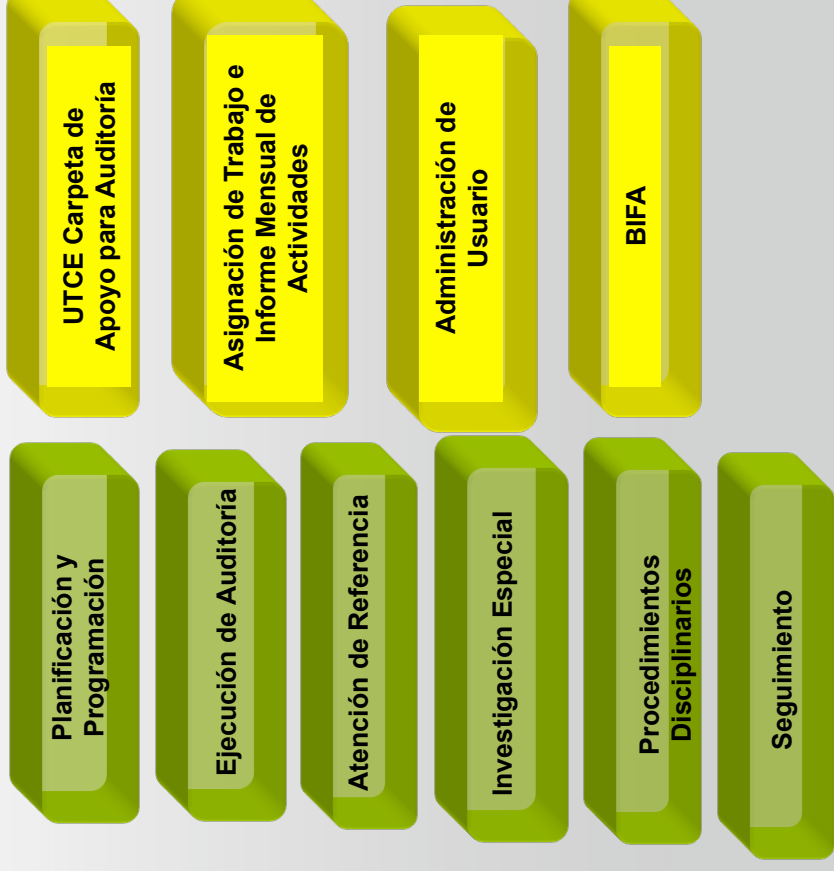 Planificación y
Programación
Ejecución de Auditoría
Atención de Referencia
Investigación Especial
Procedimientos
Disciplinarios
Seguimiento
UTCE Carpeta de
Apoyo para Auditoría
Asignación de Trabajo e
Informe Mensual de
Actividades
Administración de
Usuario
BIFA